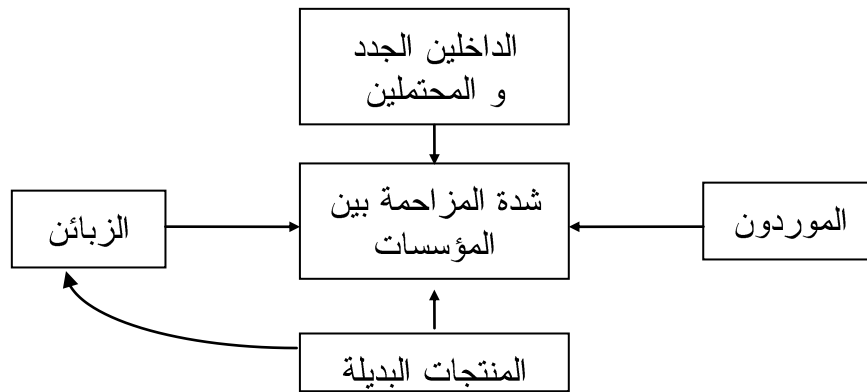 الداخلين الجدد
و المحتملين
شدة المزاحمة بين
المؤسسات
الموردون
الزبائن
المنتجات البديلة